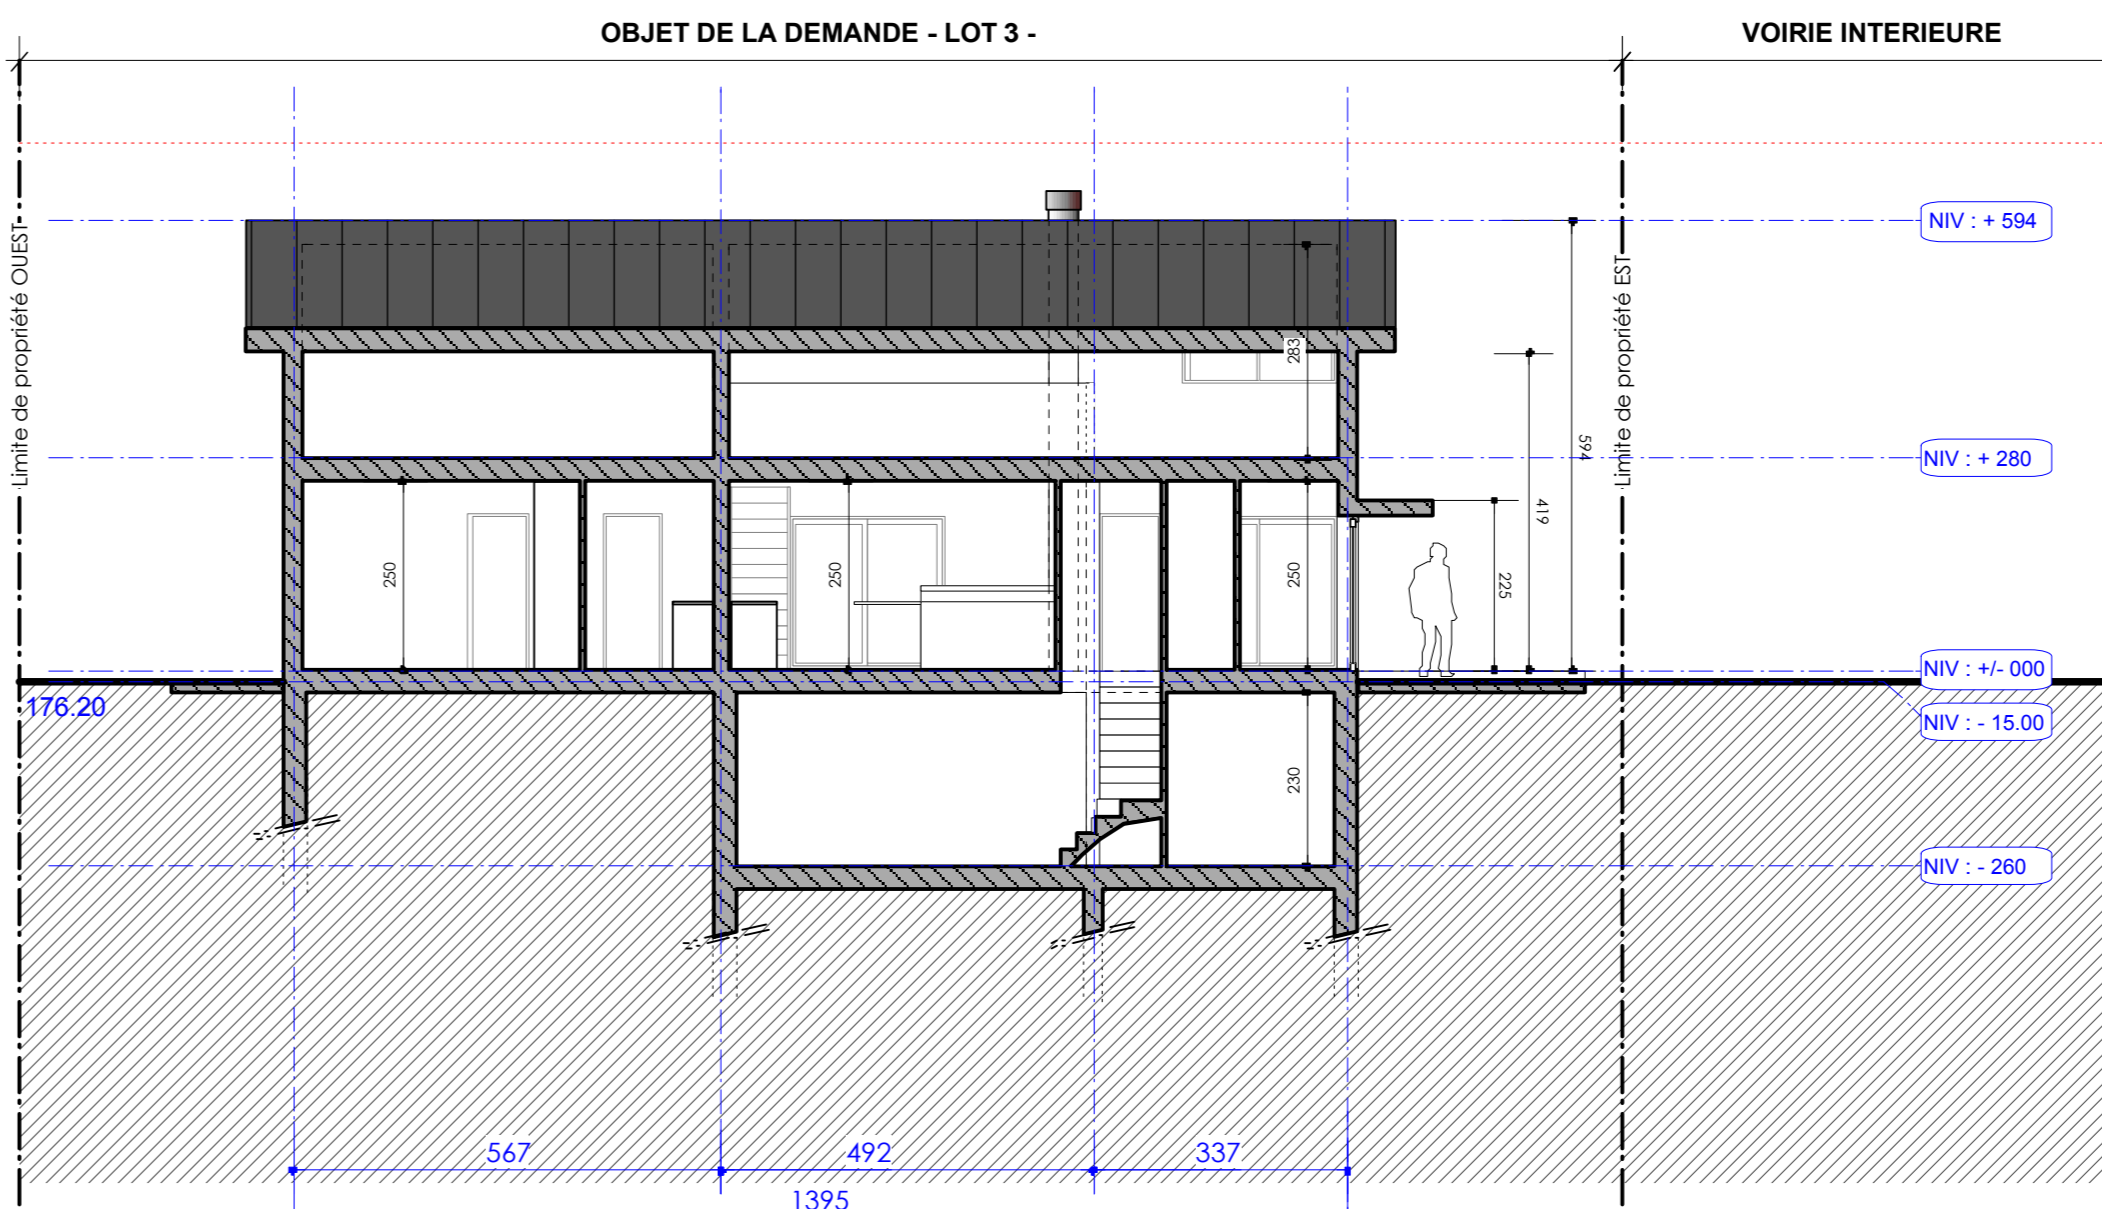 OBJET DE LA DEMANDE - LOT 3 -
VOIRIE INTERIEURE
Limite de propriété OUEST
Limite de propriété EST
NIV : + 594
283
594
419
NIV : + 280
250
250
250
225
NIV : +/- 000
176.20
NIV : - 15.00
230
NIV : - 260
567
492
337
1395